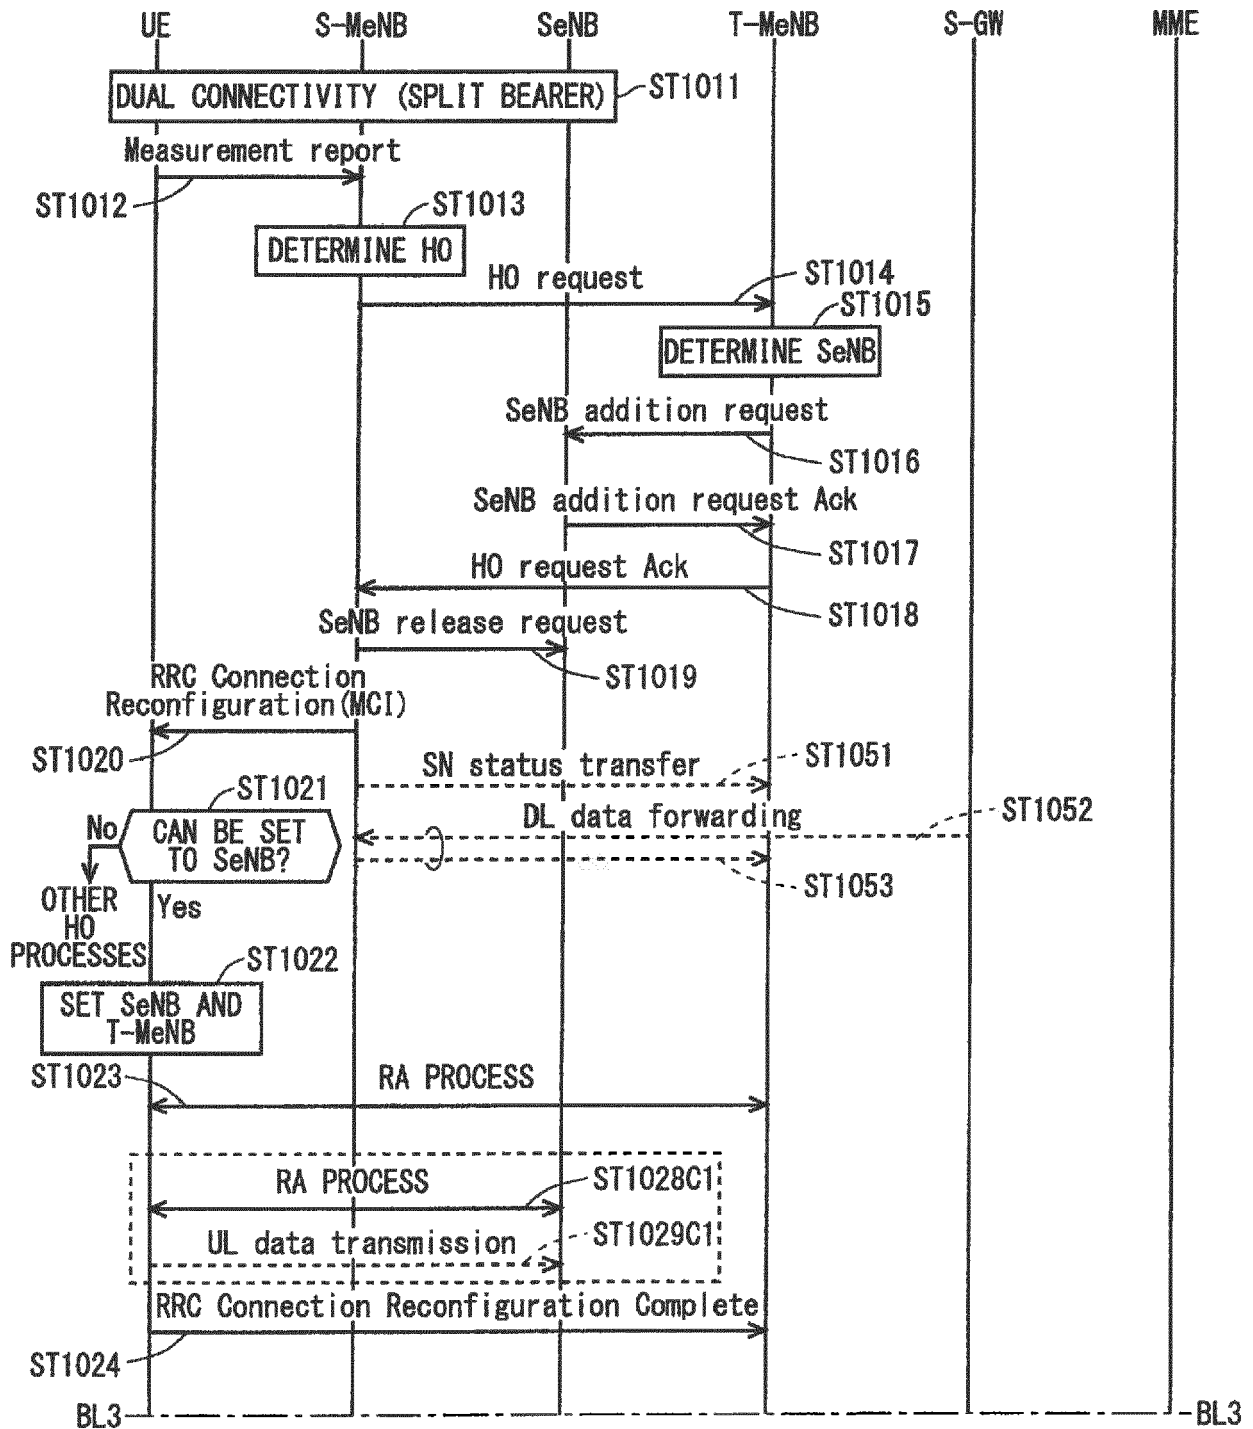 UE S-MeNB SeNB T-MeNB S-GW MME
DUAL CONNECTIVITY (SPLIT BEARER)
ST1011
Measurement report
ST1012
ST1013
DETERMINE HO
HO request
ST1014
ST1015
DETERMINE SeNB
SeNB addition request
ST1016
SeNB addition request Ack
ST1017
HO request Ack
ST1018
SeNB release request
ST1019
RRC Connection
Reconfiguration(MCI)
ST1020
SN status transfer
ST1051
ST1021
DL data forwarding
ST1052
No
CAN BE SET
TO SeNB?
ST1053
OTHER
HO
PROCESSES
Yes
ST1022
SET SeNB AND
T-MeNB
ST1023
RA PROCESS
RA PROCESS
ST1028C1
UL data transmission
ST1029C1
RRC Connection Reconfiguration Complete
ST1024
BL3 BL3